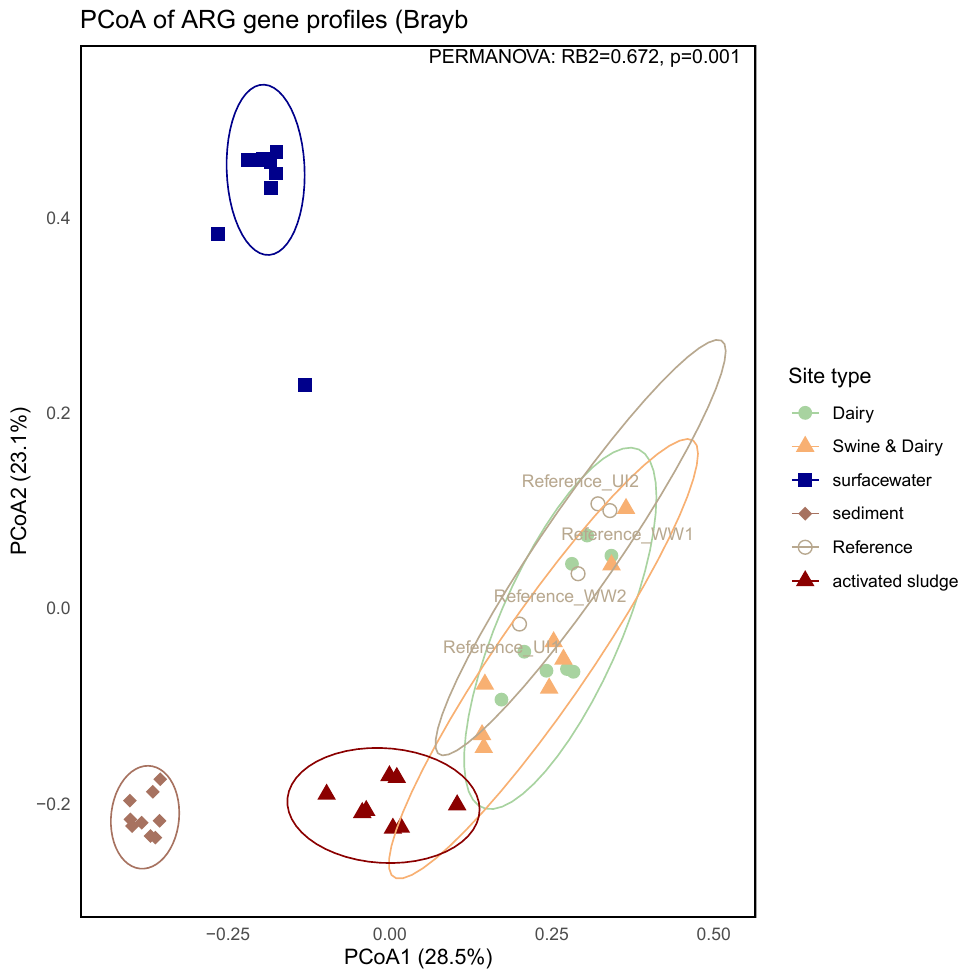 PCoA of ARG gene profiles (Brayb
PERMANOVA: RB2=0.672, p=0.001
PCoA2 (23.1%)
0.4
0.2
0.0
−0.2
Reference_UI2
Reference_WW1
Reference_WW2
Reference_UI1
−0.25
0.00
0.25
0.50
PCoA1 (28.5%)
Site type
Dairy
Swine & Dairy
surfacewater
sediment
Reference
activated sludge